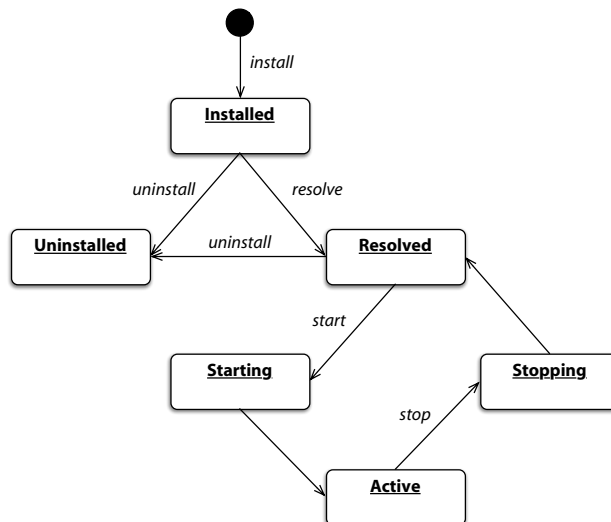 install
Installed
uninstall
resolve
Uninstalled
uninstall
Resolved
start
Starting
Stopping
stop
Active